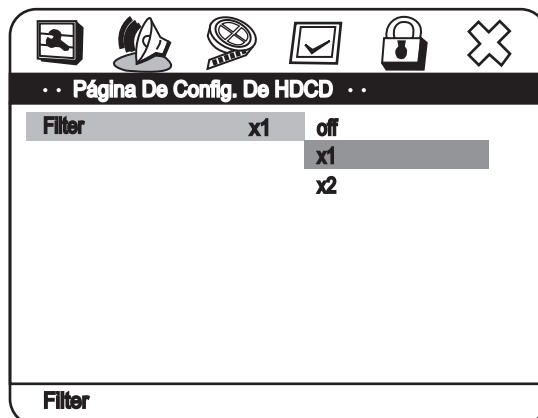 ·· Página De Config. De HDCD ··
Filter x1 off
x1
x2
Filter